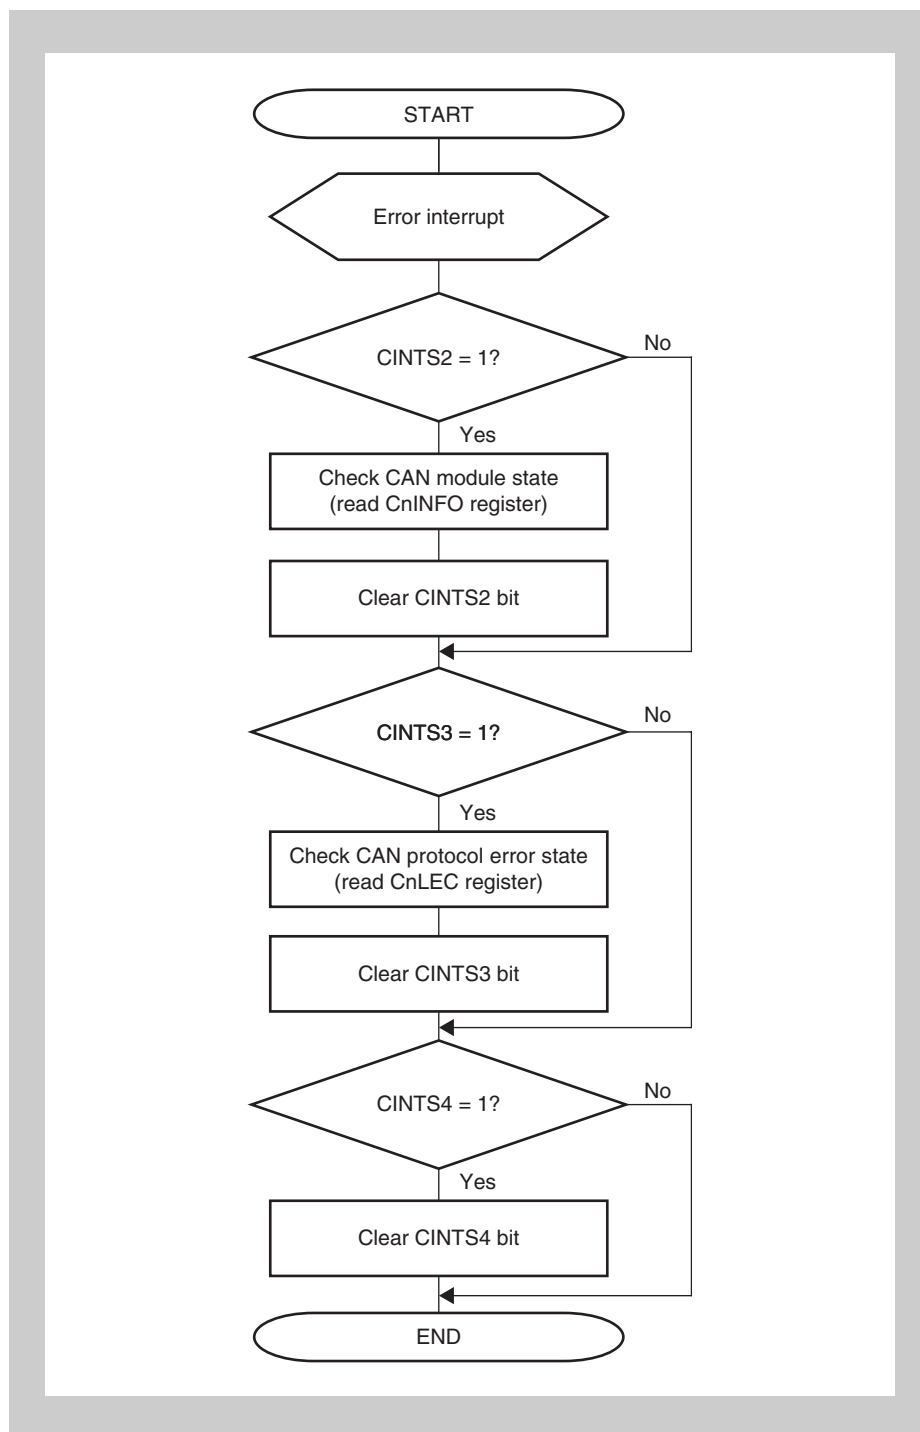 START
Error interrupt
CINTS2 = 1?
No
Yes
Check CAN module state
(read CnINFO register)
Clear CINTS2 bit
CINTS3 = 1?
No
Yes
Check CAN protocol error state
(read CnLEC register)
Clear CINTS3 bit
CINTS4 = 1?
No
Yes
Clear CINTS4 bit
END